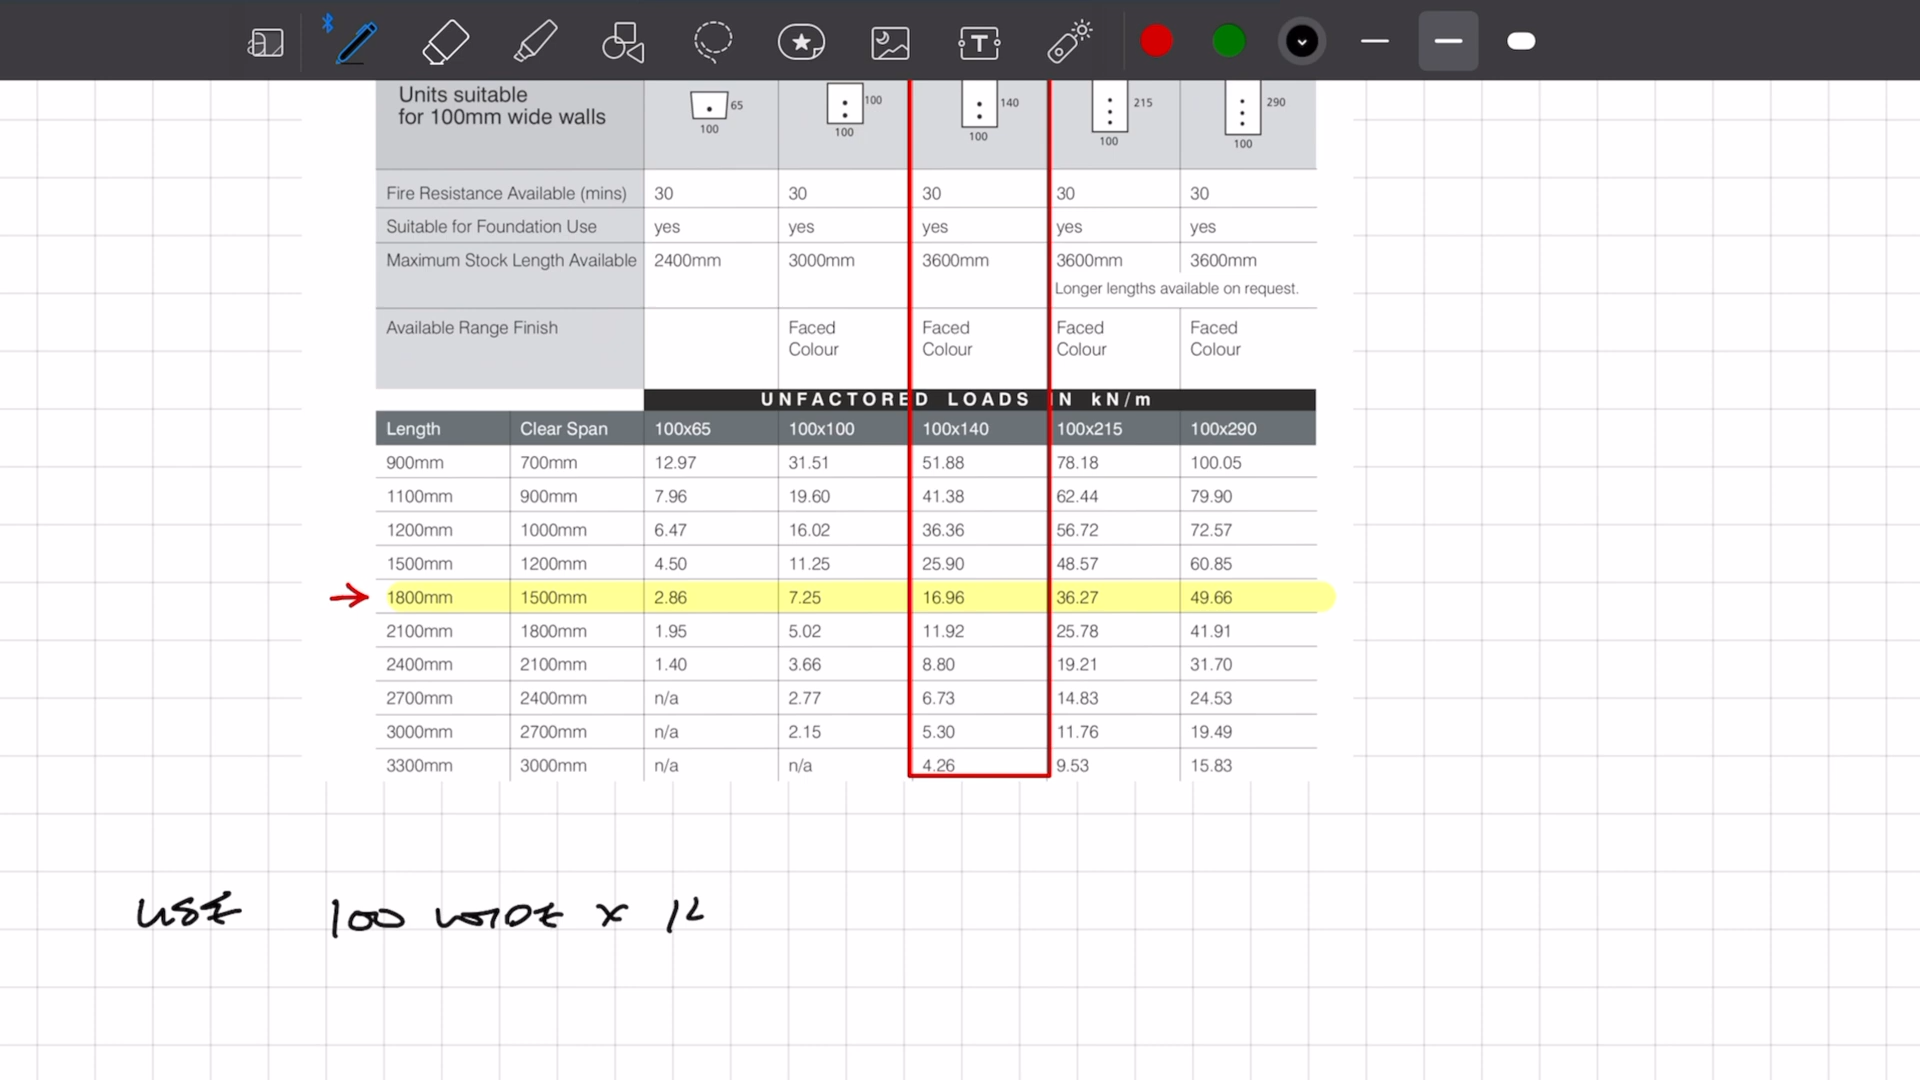 Units suitable
for 100mm wide walls
65
100
100
100
140
100
215
100
290
100
Fire Resistance Available (mins) 30 30 30 30 30
Suitable for Foundation Use yes yes yes yes yes
Maximum Stock Length Available 2400mm 3000mm 3600mm 3600mm 3600mm
Longer lengths available on request.
Available Range Finish Faced Faced Faced Faced
Colour Colour Colour Colour
UNFACTORED LOADS IN kN/m
Length Clear Span 100x65 100x100 100x140 100x215 100x290
900mm 700mm 12.97 31.51 51.88 78.18 100.05
1100mm 900mm 7.96 19.60 41.38 62.44 79.90
1200mm 1000mm 6.47 16.02 36.36 56.72 72.57
1500mm 1200mm 4.50 11.25 25.90 48.57 60.85
1800mm 1500mm 2.86 7.25 16.96 36.27 49.66
2100mm 1800mm 1.95 5.02 11.92 25.78 41.91
2400mm 2100mm 1.40 3.66 8.80 19.21 31.70
2700mm 2400mm n/a 2.77 6.73 14.83 24.53
3000mm 2700mm n/a 2.15 5.30 11.76 19.49
3300mm 3000mm n/a n/a 4.26 9.53 15.83
USE 100 WIDE x